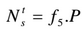 N_s^t = f_5.P